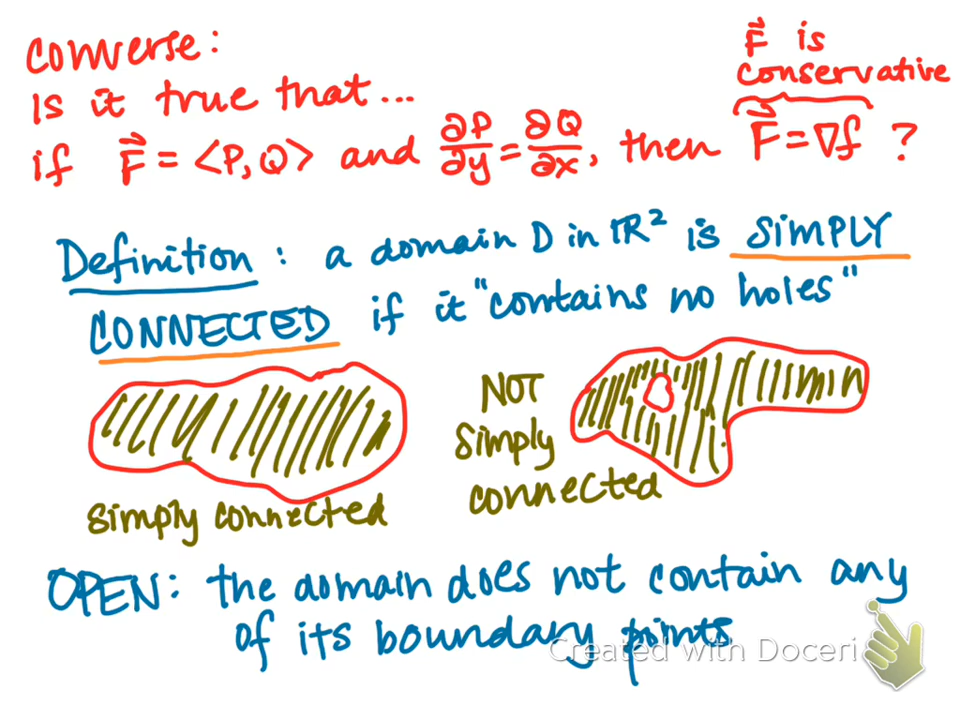 Converse:
Is it true that...
F⃗ is
conservative
if F⃗ = <P, Q> and ∂P/∂y = ∂Q/∂x, then F⃗ = ∇f ?
Definition: a domain D in ℝ² is SIMPLY
CONNECTED if it "contains no holes"
NOT
simply
connected
simply connected
OPEN: the domain does not contain any
of its boundary points
Created with Doceri